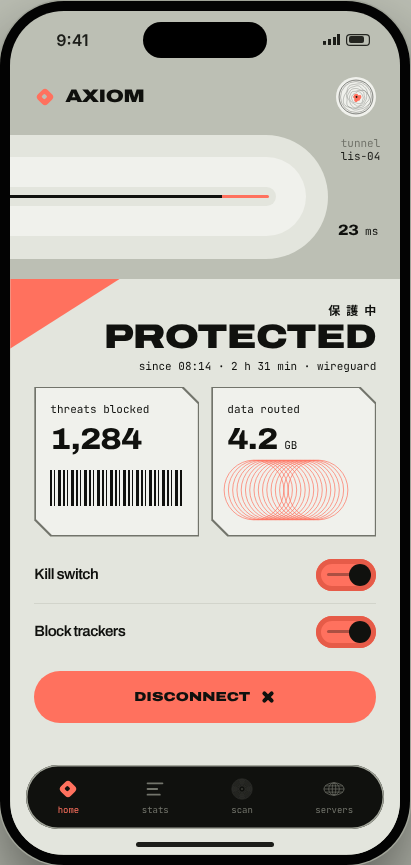 9:41
AXIOM
tunnel
lis-04
23 ms
保護中
PROTECTED
since 08:14 · 2 h 31 min · wireguard
threats blocked
1,284
data routed
4.2 GB
Kill switch
Block trackers
DISCONNECT
home
stats
scan
servers